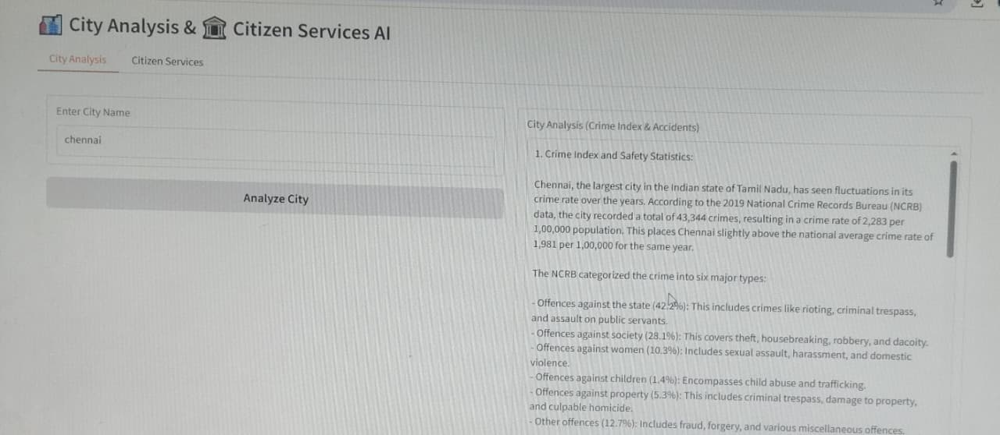 City Analysis & Citizen Services AI
City Analysis
Citizen Services
Enter City Name
chennai
Analyze City
City Analysis (Crime Index & Accidents)
1. Crime Index and Safety Statistics:
Chennai, the largest city in the Indian state of Tamil Nadu, has seen fluctuations in its
crime rate over the years. According to the 2019 National Crime Records Bureau (NCRB)
data, the city recorded a total of 43,344 crimes, resulting in a crime rate of 2,283 per
1,00,000 population. This places Chennai slightly above the national average crime rate of
1,981 per 1,00,000 for the same year.
The NCRB categorized the crime into six major types:
- Offences against the state (42.2%): This includes crimes like rioting, criminal trespass,
and assault on public servants.
- Offences against society (28.1%): This covers theft, housebreaking, robbery, and dacoity.
- Offences against women (10.3%): Includes sexual assault, harassment, and domestic
violence.
- Offences against children (1.4%): Encompasses child abuse and trafficking.
- Offences against property (5.3%): This includes criminal trespass, damage to property,
and culpable homicide.
- Other offences (12.7%): Includes fraud, forgery, and various miscellaneous offences.